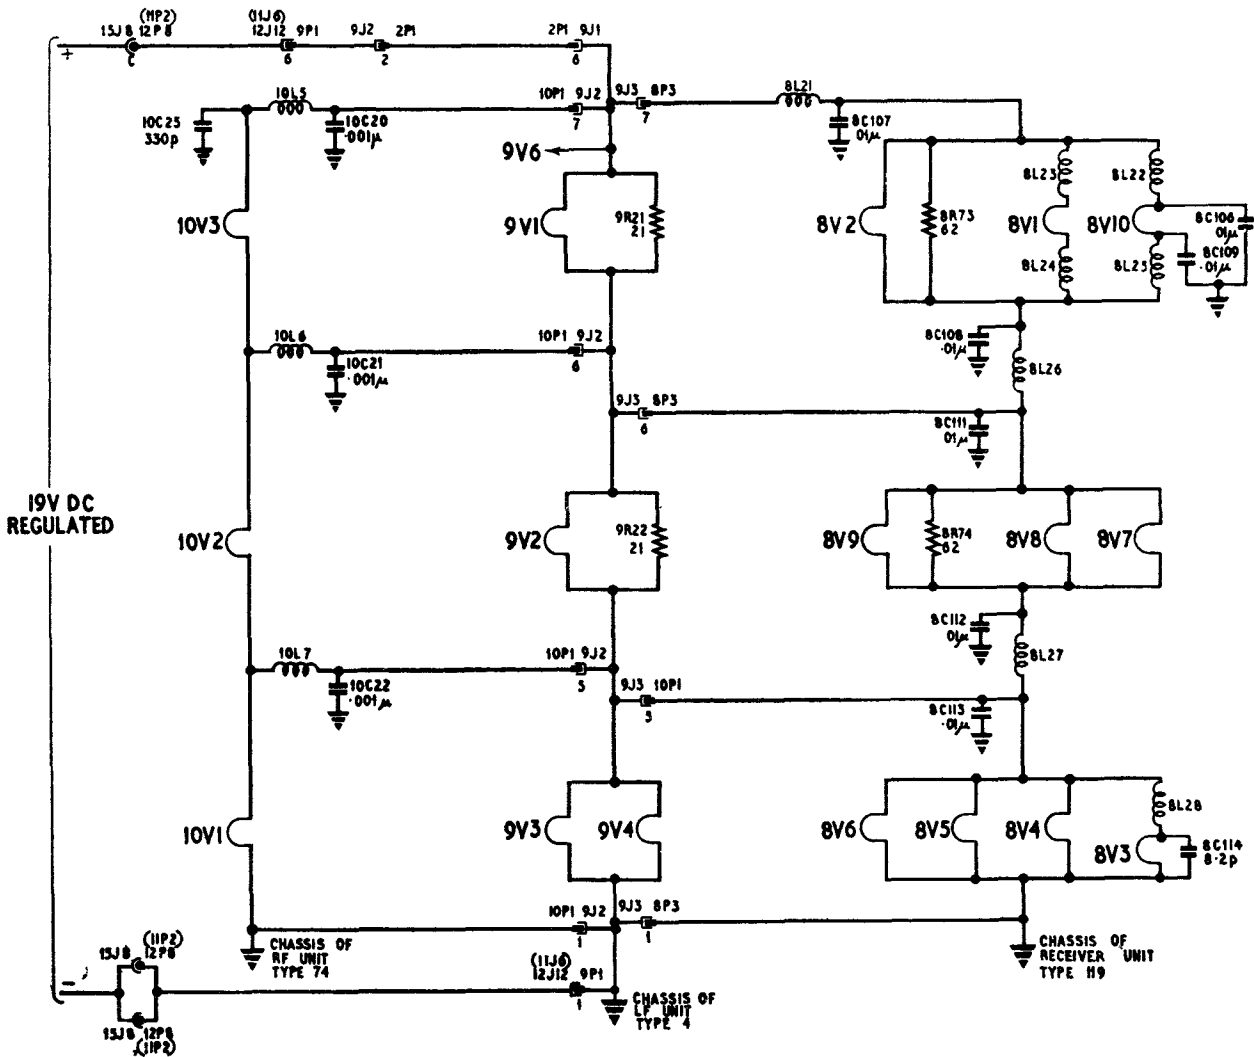 (11P2) (11J6)
15J8 12P8 12J12 9P1 9J2 2P1 2P1 9J1
+ C 6 2 6
10L5 10P1 9J2 9J3 8P3 8L21
10C25 10C20 7 7 8C107
330p .001μ .01μ
9V6
8L23 8L22
10V3 9V1 9R21 8V2 8R73 8V1 8V10 8C106
21 62 .01μ
8C109
8L24 8L25 .01μ
10L6 10P1 9J2 8C108
10C21 6 .01μ 8L26
.001μ
9J3 8P3 8C111
6 .01μ
19V DC
REGULATED
10V2 9V2 9R22 8V9 8R74 8V8 8V7
21 62
8C112
10L7 10P1 9J2 .01μ 8L27
10C22 5 9J3 10P1 8C113
.001μ 5 .01μ
8L28
10V1 9V3 9V4 8V6 8V5 8V4 8V3 8C114
8.2p
10P1 9J2 9J3 8P3
1 1
CHASSIS OF
RF UNIT
TYPE 74
CHASSIS OF
RECEIVER UNIT
TYPE H9
(11P2)
15J8 12P8
(11J6)
12J12 9P1
− 1
CHASSIS OF
LF UNIT
TYPE 4
15J8 12P8
(11P2)